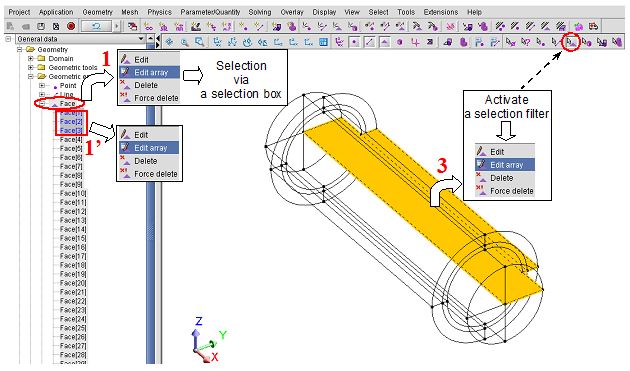 Project Application Geometry Mesh Physics Parameter/Quantity Solving Overlay Display View Select Tools Extensions Help
General data
Geometry
Domain
Geometric tools
Point
Line
Face
Face[1]
Face[2]
Face[3]
Face[4]
Face[5]
Face[6]
Face[7]
Face[8]
Face[9]
Face[10]
Face[11]
Face[12]
Face[13]
Face[14]
Face[15]
Face[16]
Face[17]
Face[18]
Face[19]
Face[20]
Face[21]
Face[22]
Face[23]
Face[24]
Face[25]
Face[26]
Face[27]
Face[28]
1
Edit
Edit array
Delete
Force delete
Selection
via
a selection box
1’
Edit
Edit array
Delete
Force delete
3
Activate
a selection filter
Edit
Edit array
Delete
Force delete
Z
Y
X